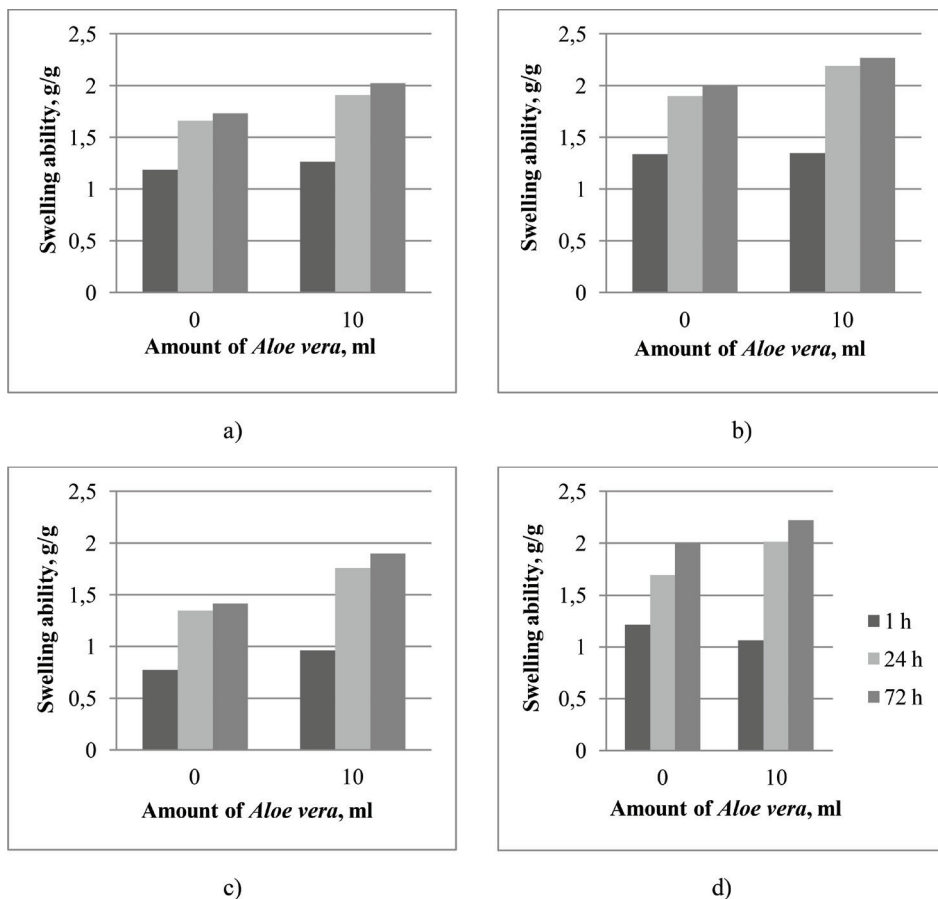 2,5
2
1,5
1
0,5
0
Swelling ability, g/g
0 10
Amount of Aloe vera, ml
a)
2,5
2
1,5
1
0,5
0
Swelling ability, g/g
0 10
Amount of Aloe vera, ml
b)
2,5
2
1,5
1
0,5
0
Swelling ability, g/g
0 10
Amount of Aloe vera, ml
c)
2,5
2
1,5
1
0,5
0
Swelling ability, g/g
0 10
Amount of Aloe vera, ml
1 h
24 h
72 h
d)